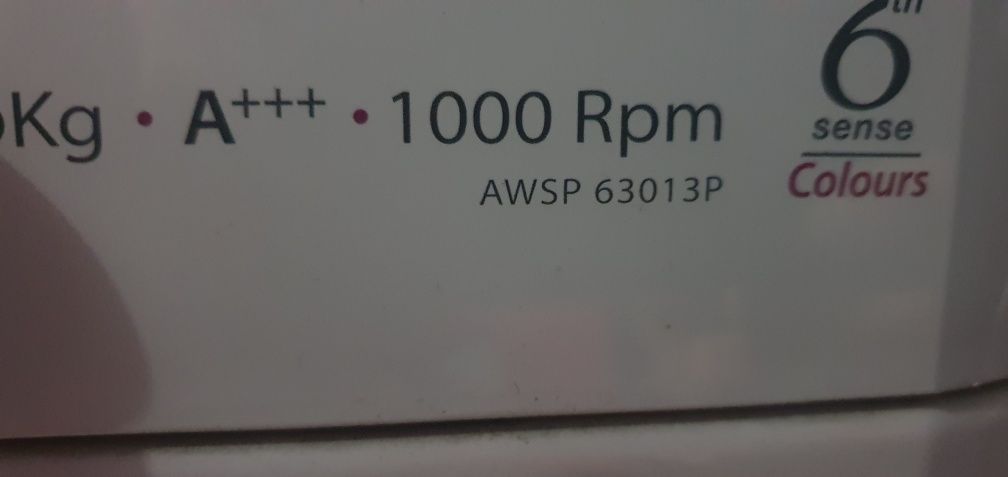 Kg • A+++ • 1000 Rpm
AWSP 63013P
6th
sense
Colours